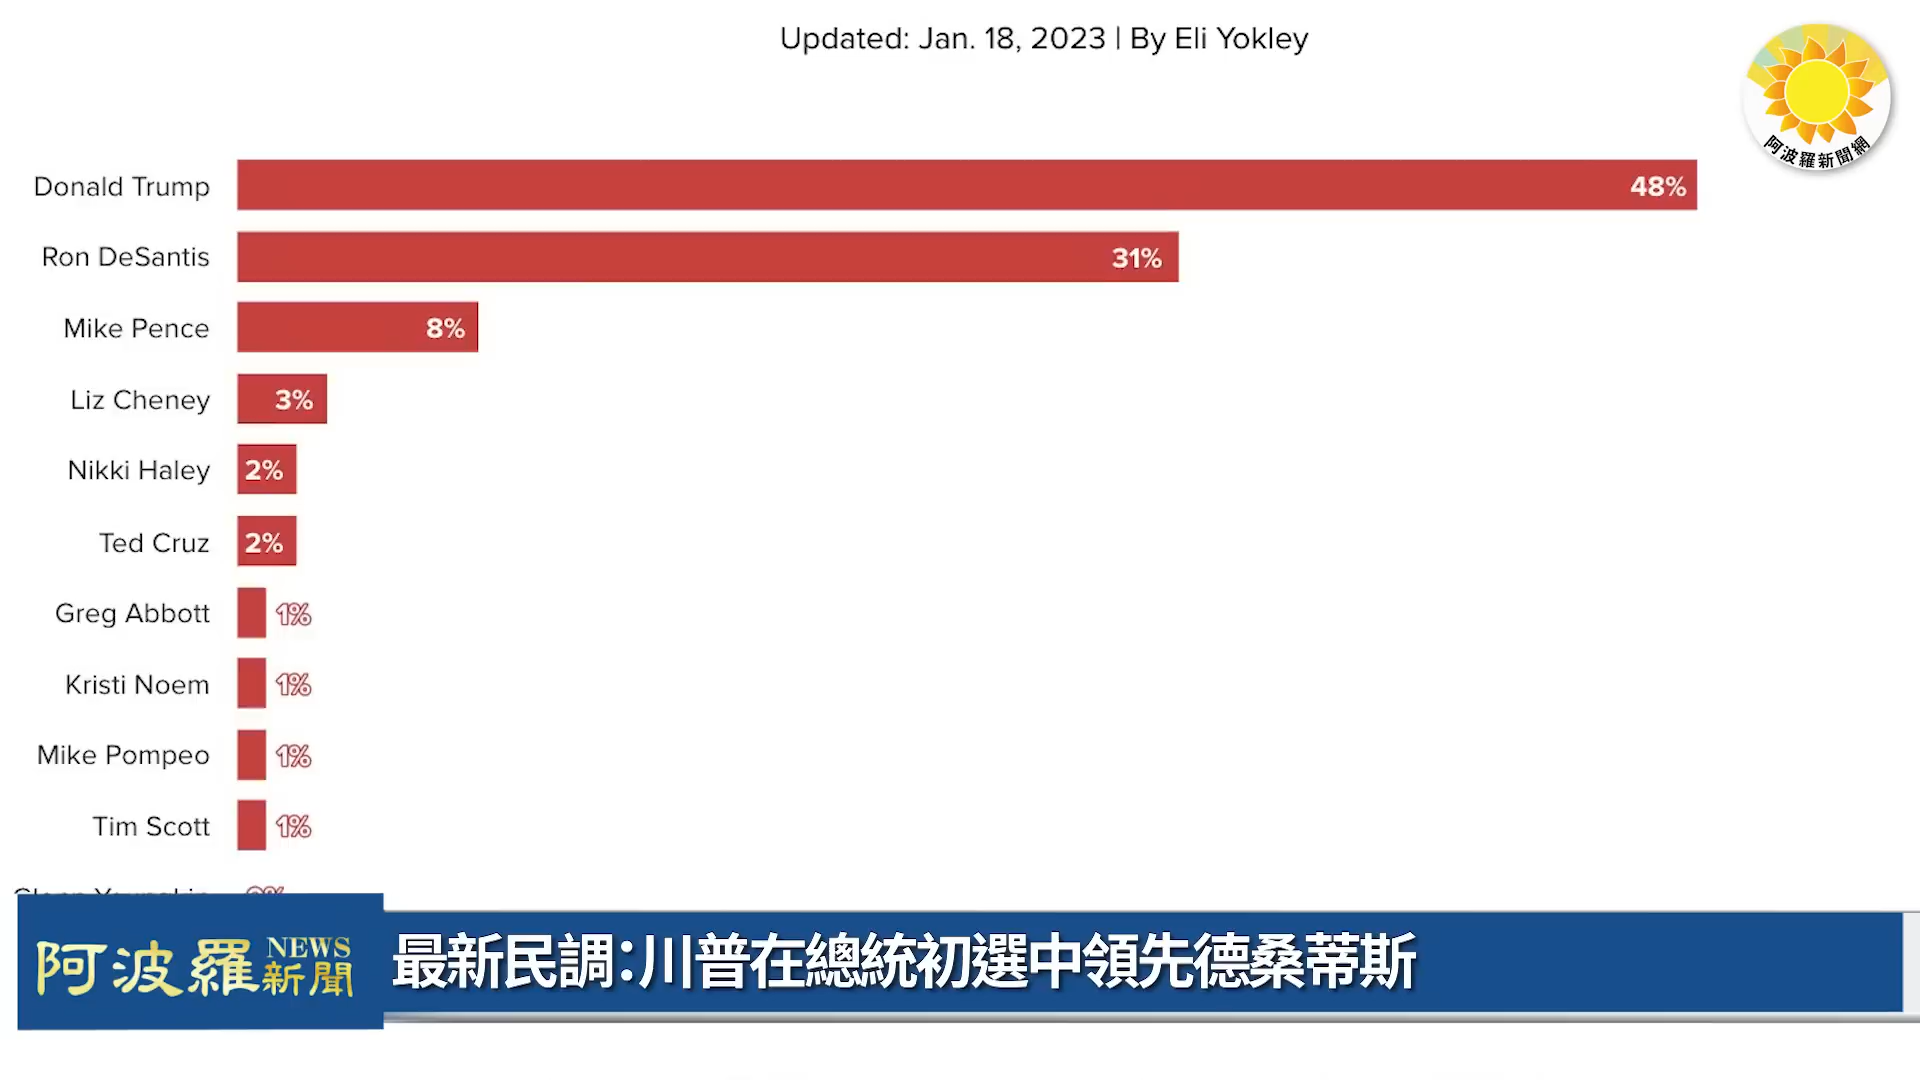 Updated: Jan. 18, 2023 | By Eli Yokley
阿波羅新聞網
Donald Trump 48%
Ron DeSantis 31%
Mike Pence 8%
Liz Cheney 3%
Nikki Haley 2%
Ted Cruz 2%
Greg Abbott 1%
Kristi Noem 1%
Mike Pompeo 1%
Tim Scott 1%
阿波羅 NEWS 新聞
最新民調：川普在總統初選中領先德桑蒂斯